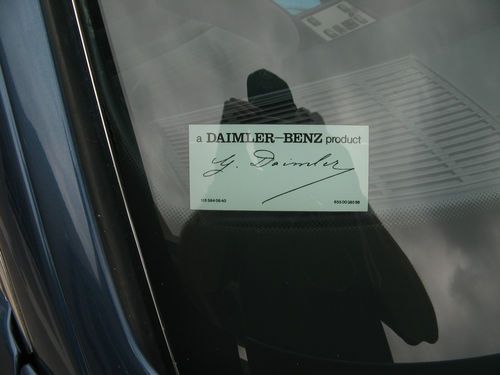 a DAIMLER-BENZ product
G. Daimler